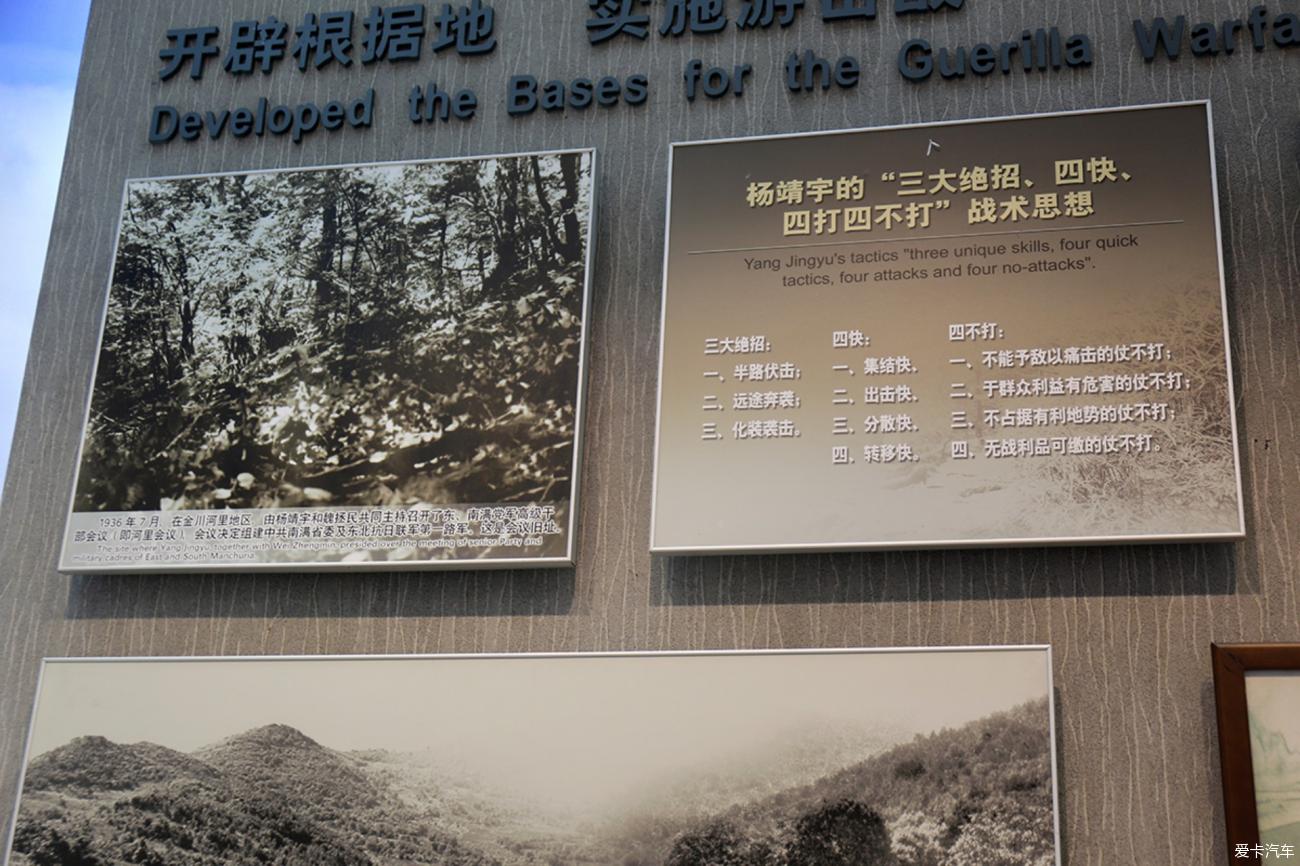 开辟根据地 实施游击战
Developed the Bases for the Guerilla Warfa
杨靖宇的“三大绝招、四快、
四打四不打”战术思想
Yang Jingyu's tactics "three unique skills, four quick
tactics, four attacks and four no-attacks".
三大绝招：
一、半路伏击；
二、远途奔袭；
三、化装袭击。
四快：
一、集结快、
二、出击快、
三、分散快、
四、转移快。
四不打：
一、不能予敌以痛击的仗不打；
二、于群众利益有危害的仗不打；
三、不占据有利地势的仗不打；
四、无战利品可缴的仗不打。
1936年7月，在金川河里地区，由杨靖宇和魏拯民共同主持召开了东、南满党军高级干
部会议（即河里会议），会议决定组建中共南满省委及东北抗日联军第一路军。这是会议旧址。
The site where Yang Jingyu, together with Wei Zhengmin, presided over the meeting of senior Party and
military cadres of East and South Manchuria.
爱卡汽车